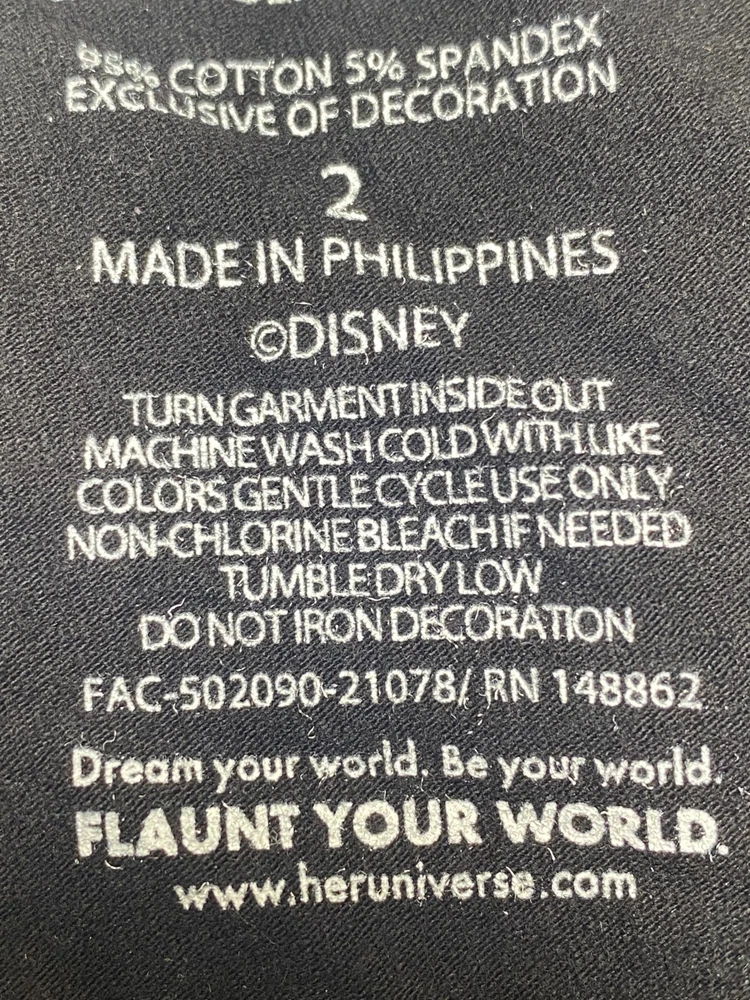 95% COTTON 5% SPANDEX
EXCLUSIVE OF DECORATION
2
MADE IN PHILIPPINES
©DISNEY
TURN GARMENT INSIDE OUT
MACHINE WASH COLD WITH LIKE
COLORS GENTLE CYCLE USE ONLY
NON-CHLORINE BLEACH IF NEEDED
TUMBLE DRY LOW
DO NOT IRON DECORATION
FAC-502090-21078/ RN 148862
Dream your world. Be your world.
FLAUNT YOUR WORLD.
www.heruniverse.com